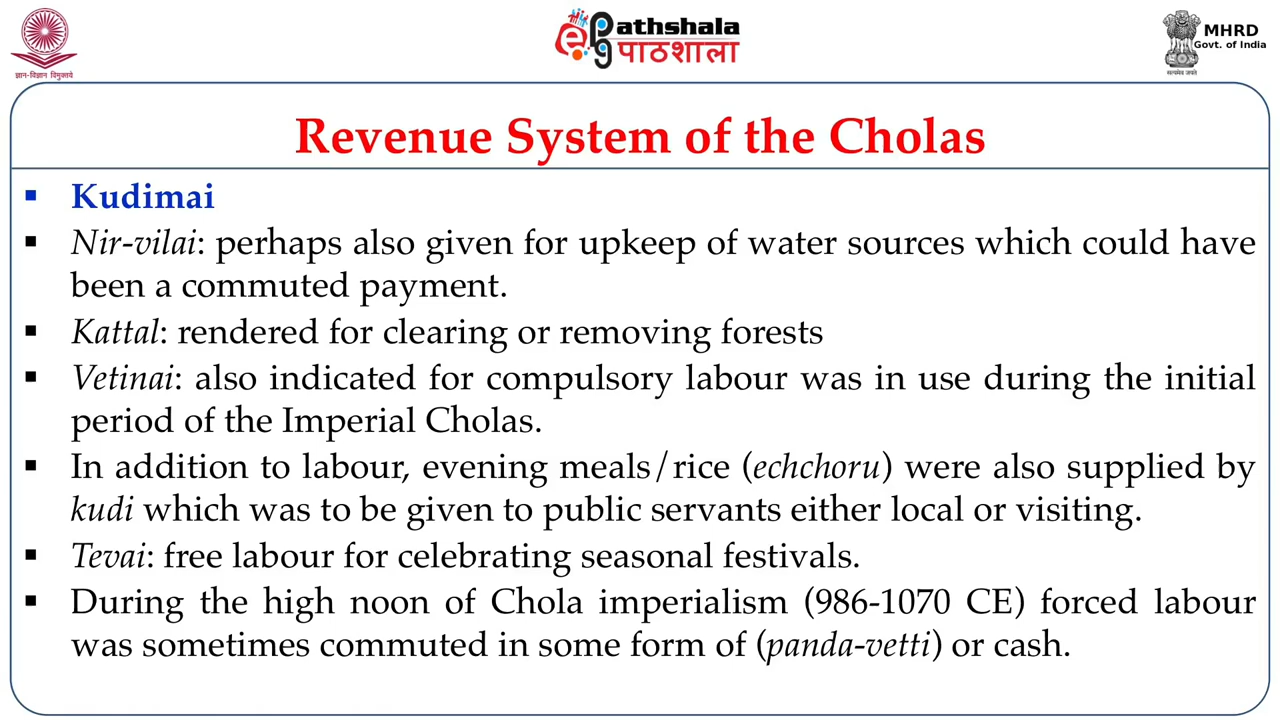 ज्ञान-विज्ञान विमुक्तये
ePG Pathshala
पाठशाला
MHRD
Govt. of India
सत्यमेव जयते
Revenue System of the Cholas
▪ Kudimai
▪ Nir-vilai: perhaps also given for upkeep of water sources which could have
been a commuted payment.
▪ Kattal: rendered for clearing or removing forests
▪ Vetinai: also indicated for compulsory labour was in use during the initial
period of the Imperial Cholas.
▪ In addition to labour, evening meals/rice (echchoru) were also supplied by
kudi which was to be given to public servants either local or visiting.
▪ Tevai: free labour for celebrating seasonal festivals.
▪ During the high noon of Chola imperialism (986-1070 CE) forced labour
was sometimes commuted in some form of (panda-vetti) or cash.